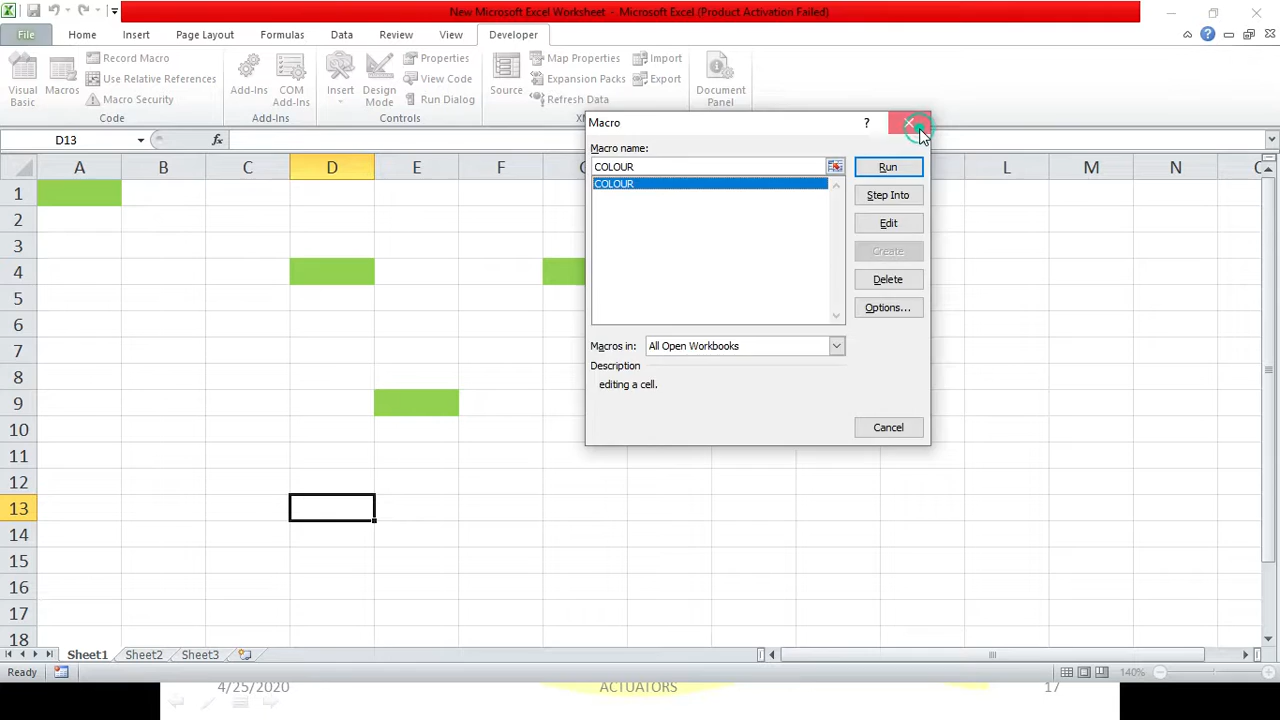 New Microsoft Excel Worksheet - Microsoft Excel (Product Activation Failed)
File Home Insert Page Layout Formulas Data Review View Developer
Visual Basic
Macros
Record Macro
Use Relative References
Macro Security
Code
Add-Ins
COM Add-Ins
Add-Ins
Insert
Design Mode
Properties
View Code
Run Dialog
Controls
Source
Map Properties
Expansion Packs
Refresh Data
Import
Export
Document Panel
D13
fx
A B C D E F L M N
1
2
3
4
5
6
7
8
9
10
11
12
13
14
15
16
17
18
Macro
?
Macro name:
COLOUR
COLOUR
Run
Step Into
Edit
Create
Delete
Options...
Macros in: All Open Workbooks
Description
editing a cell.
Cancel
Sheet1 Sheet2 Sheet3
Ready
140%
4/25/2020 ACTUATORS 17